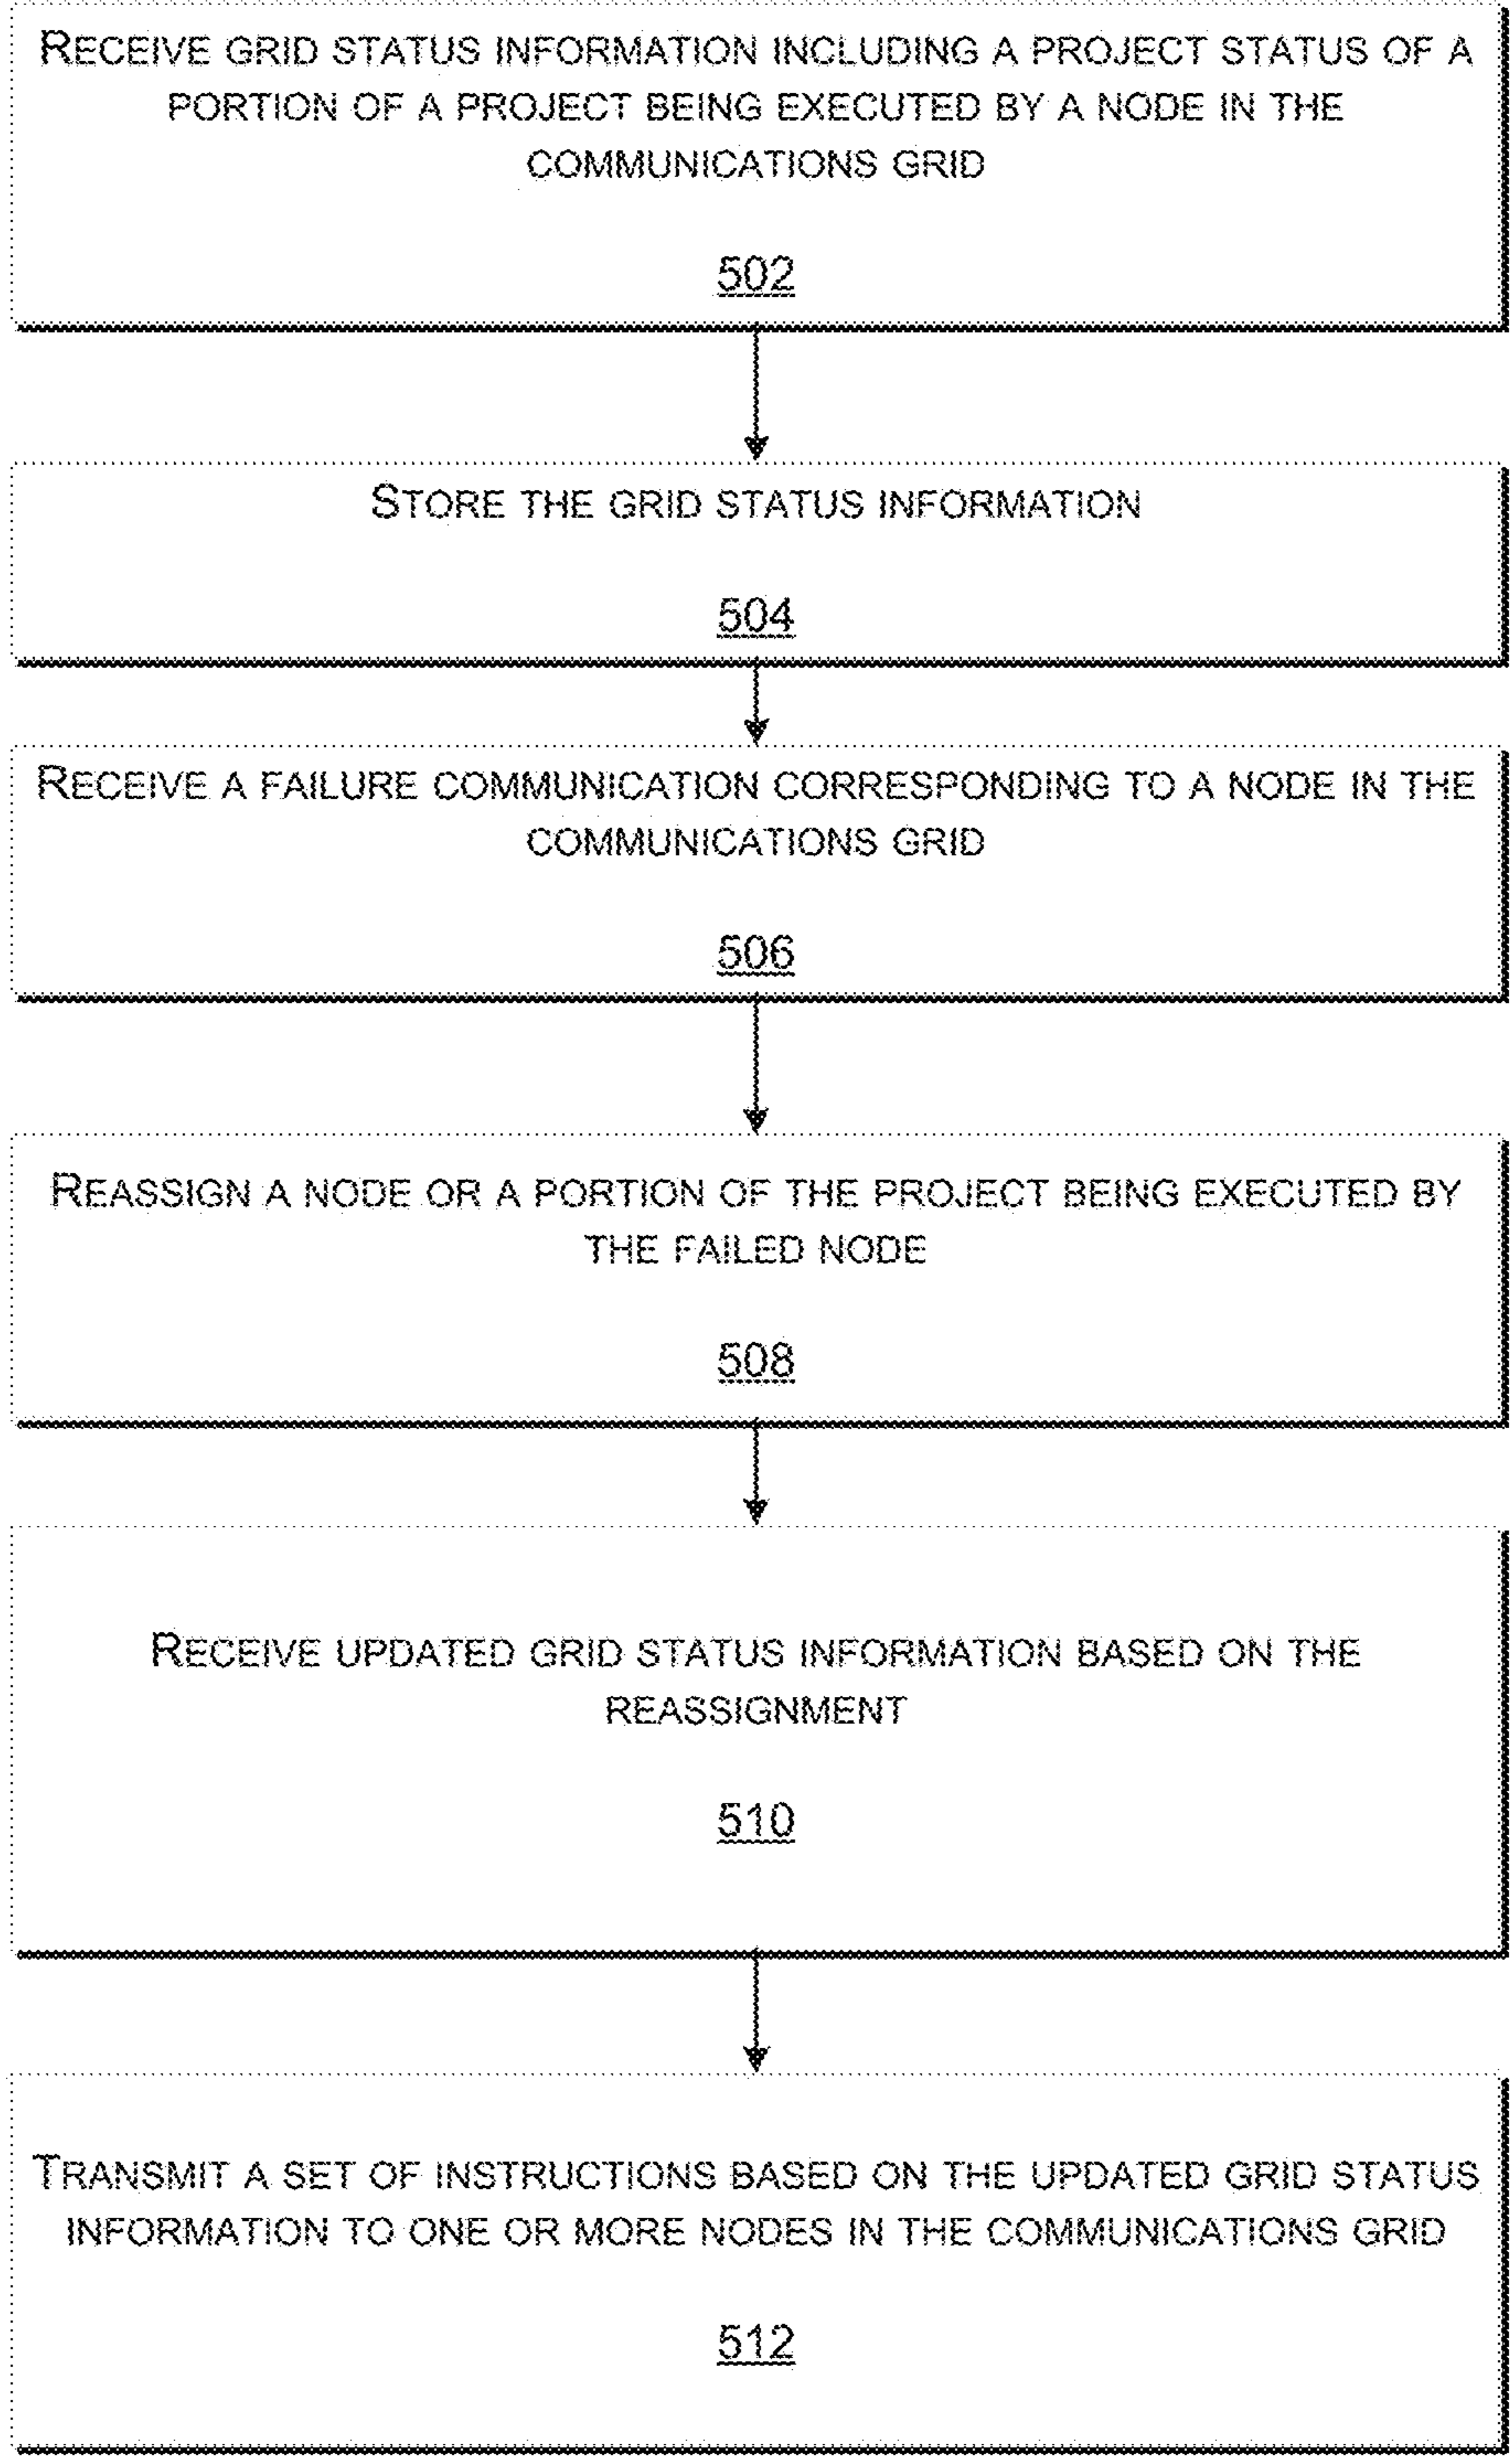 RECEIVE GRID STATUS INFORMATION INCLUDING A PROJECT STATUS OF A
PORTION OF A PROJECT BEING EXECUTED BY A NODE IN THE
COMMUNICATIONS GRID
502
STORE THE GRID STATUS INFORMATION
504
RECEIVE A FAILURE COMMUNICATION CORRESPONDING TO A NODE IN THE
COMMUNICATIONS GRID
506
REASSIGN A NODE OR A PORTION OF THE PROJECT BEING EXECUTED BY
THE FAILED NODE
508
RECEIVE UPDATED GRID STATUS INFORMATION BASED ON THE
REASSIGNMENT
510
TRANSMIT A SET OF INSTRUCTIONS BASED ON THE UPDATED GRID STATUS
INFORMATION TO ONE OR MORE NODES IN THE COMMUNICATIONS GRID
512